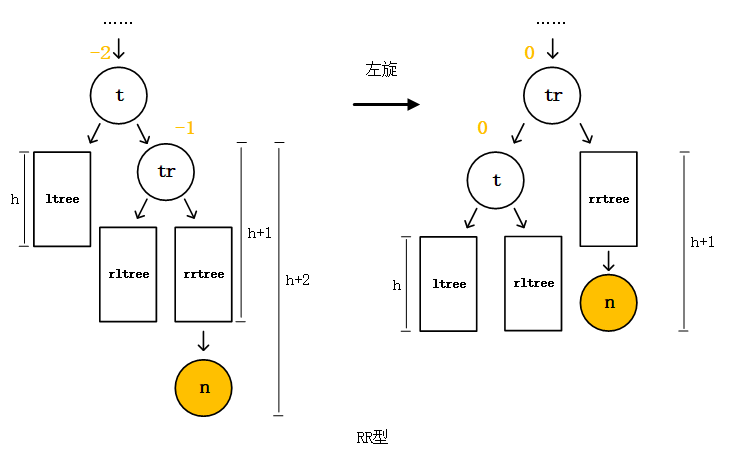 ……
-2
t
-1
tr
h
ltree
rltree
rrtree
h+1
h+2
n
左旋
……
0
tr
0
t
rrtree
h
ltree
rltree
n
h+1
RR型